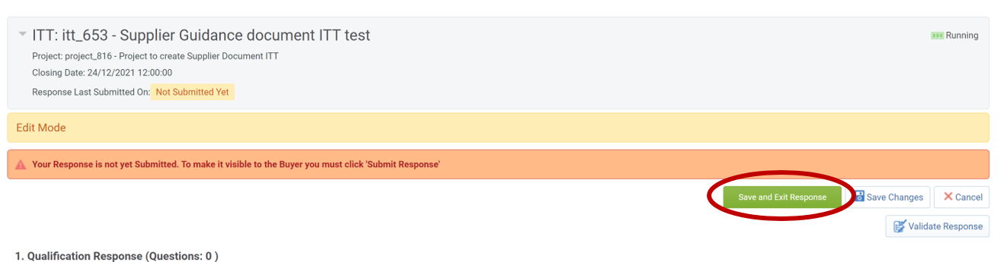 ITT: itt_653 - Supplier Guidance document ITT test
Running
Project: project_816 - Project to create Supplier Document ITT
Closing Date: 24/12/2021 12:00:00
Response Last Submitted On: Not Submitted Yet
Edit Mode
Your Response is not yet Submitted. To make it visible to the Buyer you must click 'Submit Response'
Save and Exit Response
Save Changes
Cancel
Validate Response
1. Qualification Response (Questions: 0 )